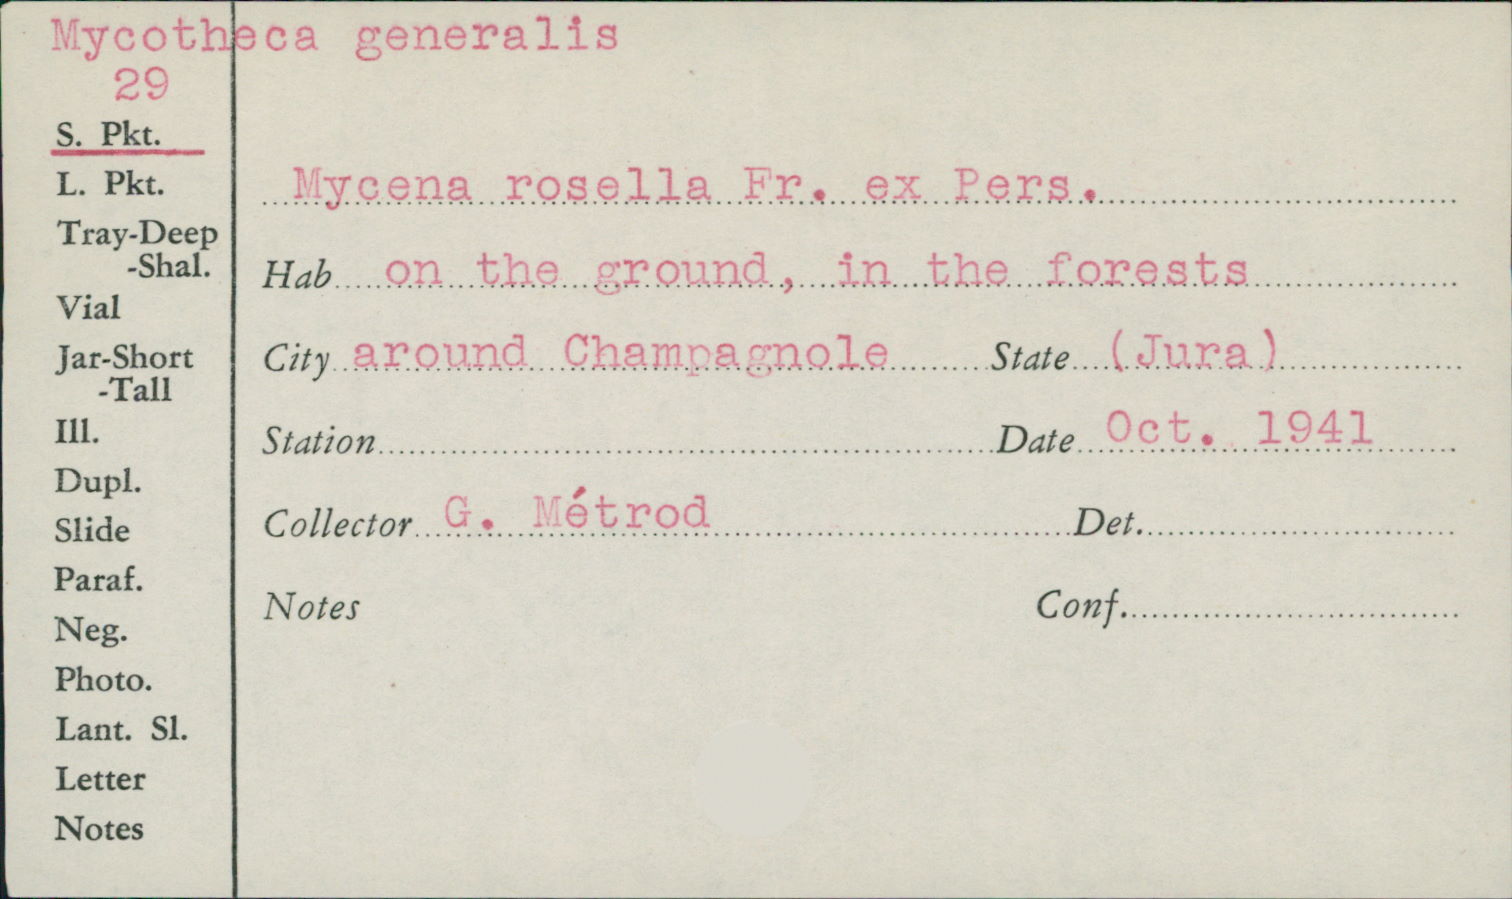 Mycotheca generalis
29
S. Pkt.
L. Pkt.
Tray-Deep
-Shal.
Vial
Jar-Short
-Tall
Ill.
Dupl.
Slide
Paraf.
Neg.
Photo.
Lant. Sl.
Letter
Notes
Mycena rosella Fr. ex Pers.
Hab on the ground, in the forests
City around Champagnole State (Jura)
Station Date Oct. 1941
Collector G. Métrod Det.
Notes Conf.